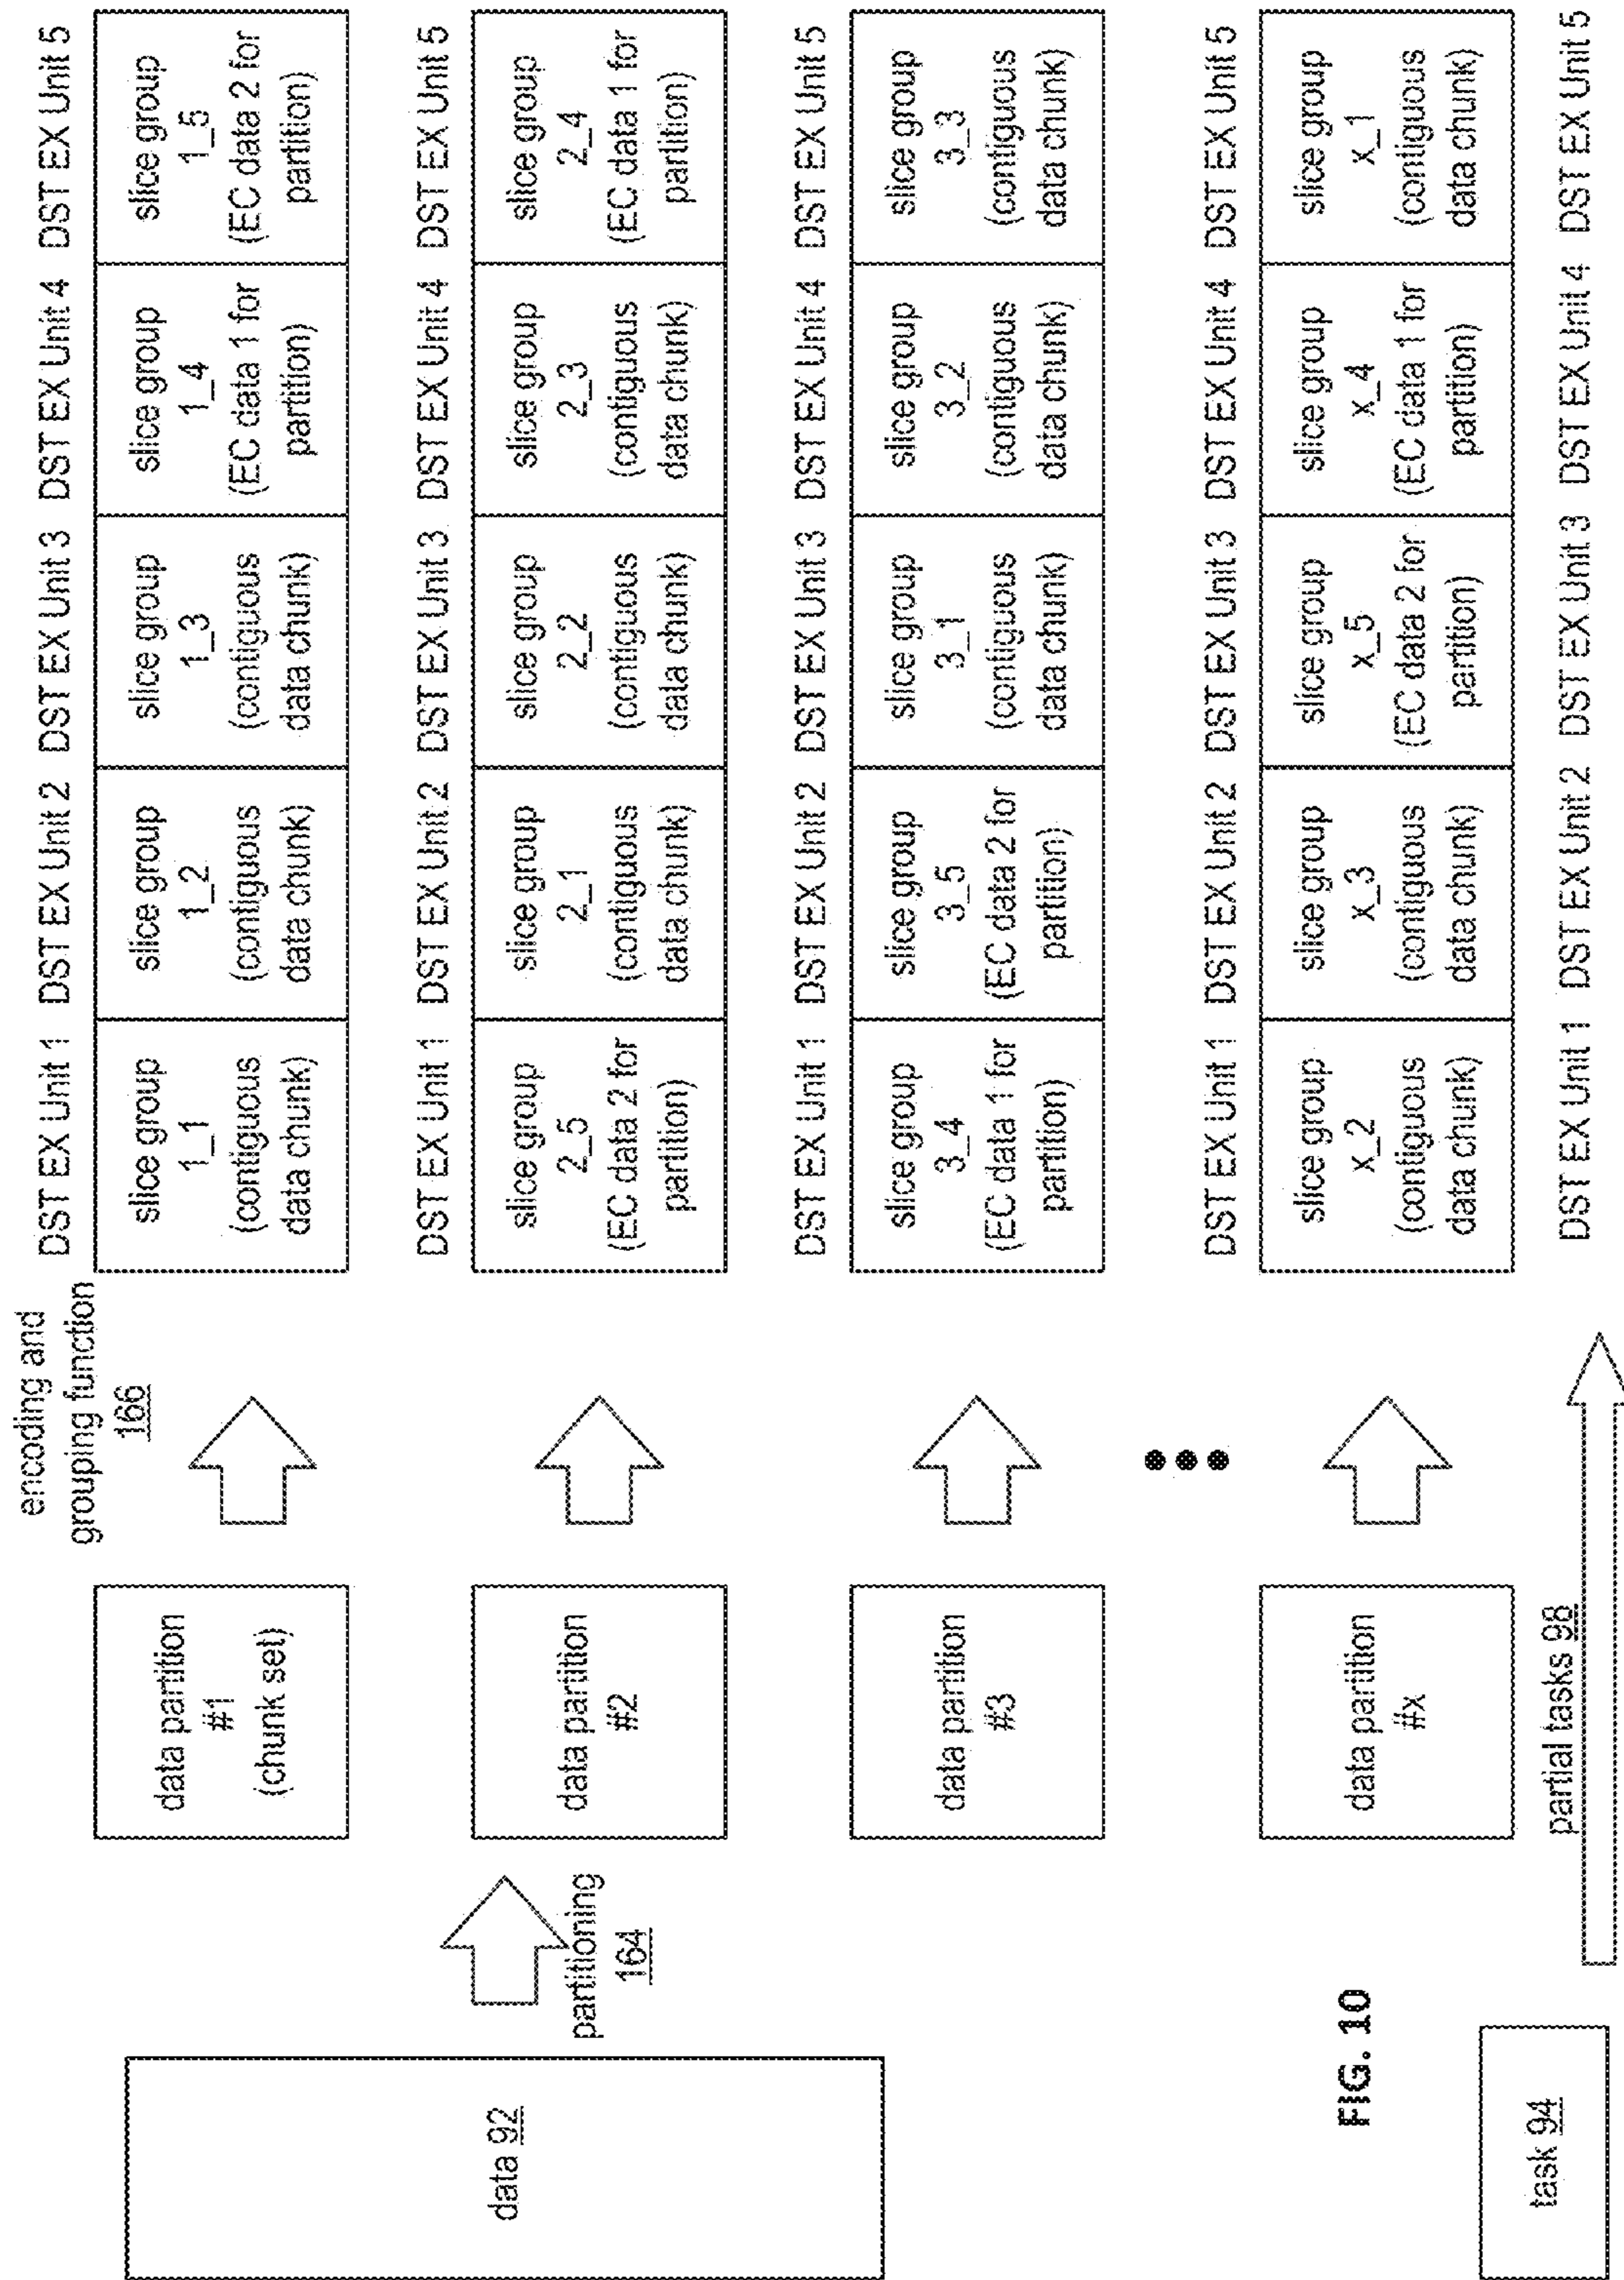 encoding and
grouping function
166
DST EX Unit 1 DST EX Unit 2 DST EX Unit 3 DST EX Unit 4 DST EX Unit 5
data partition
#1
(chunk set)
slice group
1_1
(contiguous
data chunk)
slice group
1_2
(contiguous
data chunk)
slice group
1_3
(contiguous
data chunk)
slice group
1_4
(EC data 1 for
partition)
slice group
1_5
(EC data 2 for
partition)
data 92
partitioning
164
DST EX Unit 1 DST EX Unit 2 DST EX Unit 3 DST EX Unit 4 DST EX Unit 5
data partition
#2
slice group
2_5
(EC data 2 for
partition)
slice group
2_1
(contiguous
data chunk)
slice group
2_2
(contiguous
data chunk)
slice group
2_3
(contiguous
data chunk)
slice group
2_4
(EC data 1 for
partition)
DST EX Unit 1 DST EX Unit 2 DST EX Unit 3 DST EX Unit 4 DST EX Unit 5
data partition
#3
slice group
3_4
(EC data 1 for
partition)
slice group
3_5
(EC data 2 for
partition)
slice group
3_1
(contiguous
data chunk)
slice group
3_2
(contiguous
data chunk)
slice group
3_3
(contiguous
data chunk)
DST EX Unit 1 DST EX Unit 2 DST EX Unit 3 DST EX Unit 4 DST EX Unit 5
data partition
#x
slice group
x_2
(contiguous
data chunk)
slice group
x_3
(contiguous
data chunk)
slice group
x_5
(EC data 2 for
partition)
slice group
x_4
(EC data 1 for
partition)
slice group
x_1
(contiguous
data chunk)
FIG. 10
task 94
partial tasks 98
DST EX Unit 1 DST EX Unit 2 DST EX Unit 3 DST EX Unit 4 DST EX Unit 5